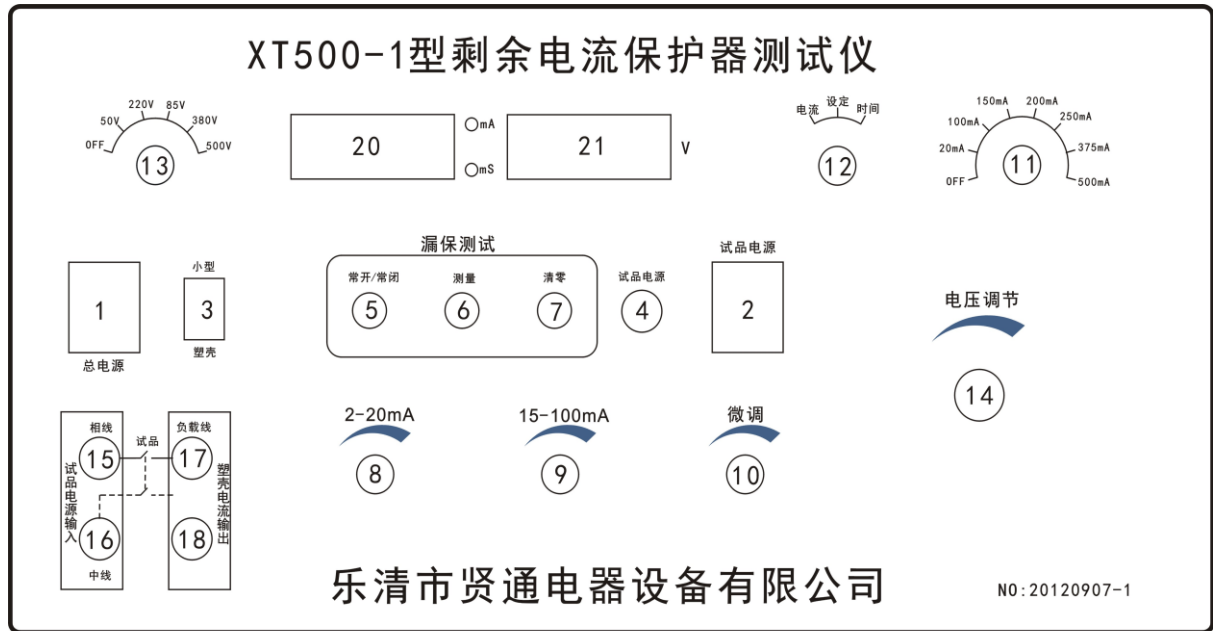 XT500-1型剩余电流保护器测试仪
OFF 50V 220V 85V 380V 500V
13
20
mA
mS
21
V
电流 设定 时间
12
OFF 20mA 100mA 150mA 200mA 250mA 375mA 500mA
11
1
总电源
小型
3
塑壳
漏保测试
常开/常闭 测量 清零
5 6 7
试品电源
4
试品电源
2
电压调节
14
试品电源输入
相线
15
16
中线
试品
负载线
17
18
塑壳电流输出
2-20mA
8
15-100mA
9
微调
10
乐清市贤通电器设备有限公司
NO:20120907-1